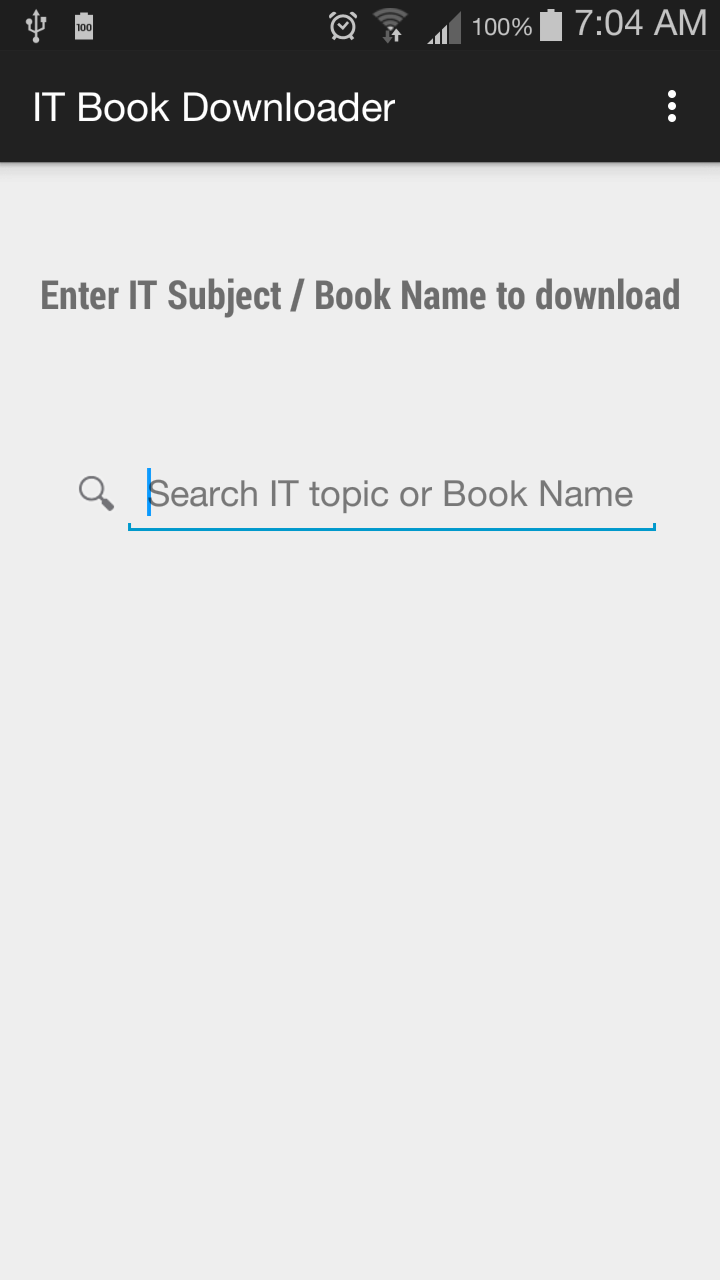 100 100% 7:04 AM
IT Book Downloader
Enter IT Subject / Book Name to download
Search IT topic or Book Name